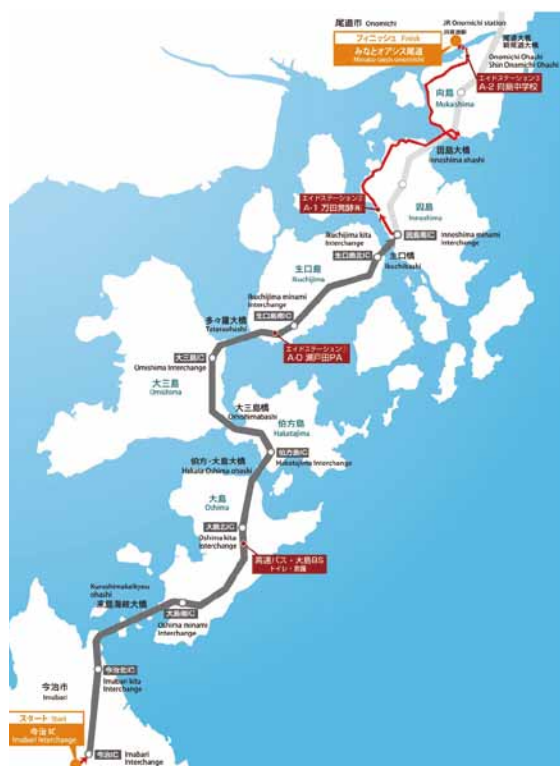 尾道市 Onomichi
JR Onomichi station
JR尾道駅
フィニッシュ Finish
みなとオアシス尾道
尾道大橋
新尾道大橋
Onomichi Ohashi
Shin Onomichi Ohashi
エイドステーション③
A-2 向島中学校
向島
Mukaishima
因島大橋
Innoshima ohashi
エイドステーション②
A-1 万田発酵㈱
因島
Innoshima
因島南IC
Innoshima minami
Interchange
Ikuchijima kita
Interchange
生口島北IC
生口橋
Ikuchibashi
生口島
Ikuchijima
Ikuchijima minami
Interchange
生口島南IC
多々羅大橋
Tataraohashi
エイドステーション①
A-0 瀬戸田PA
大三島IC
Omishima Interchange
大三島
大三島橋
Omishimabashi
伯方島
Hakatajima
伯方島IC
Hakatajima Interchange
伯方・大島大橋
Hakata Oshima ohashi
大島
Oshima
大島北IC
Oshima kita
Interchange
高速バス・大島BS
Kurushimakaikyou
ohashi
来島海峡大橋
大島南IC
Oshima minami
Interchange
今治北IC
Imabari kita
Interchange
今治市
Imabari
スタート Start
今治 IC
Imabari Interchange
今治IC
Imabari
Interchange